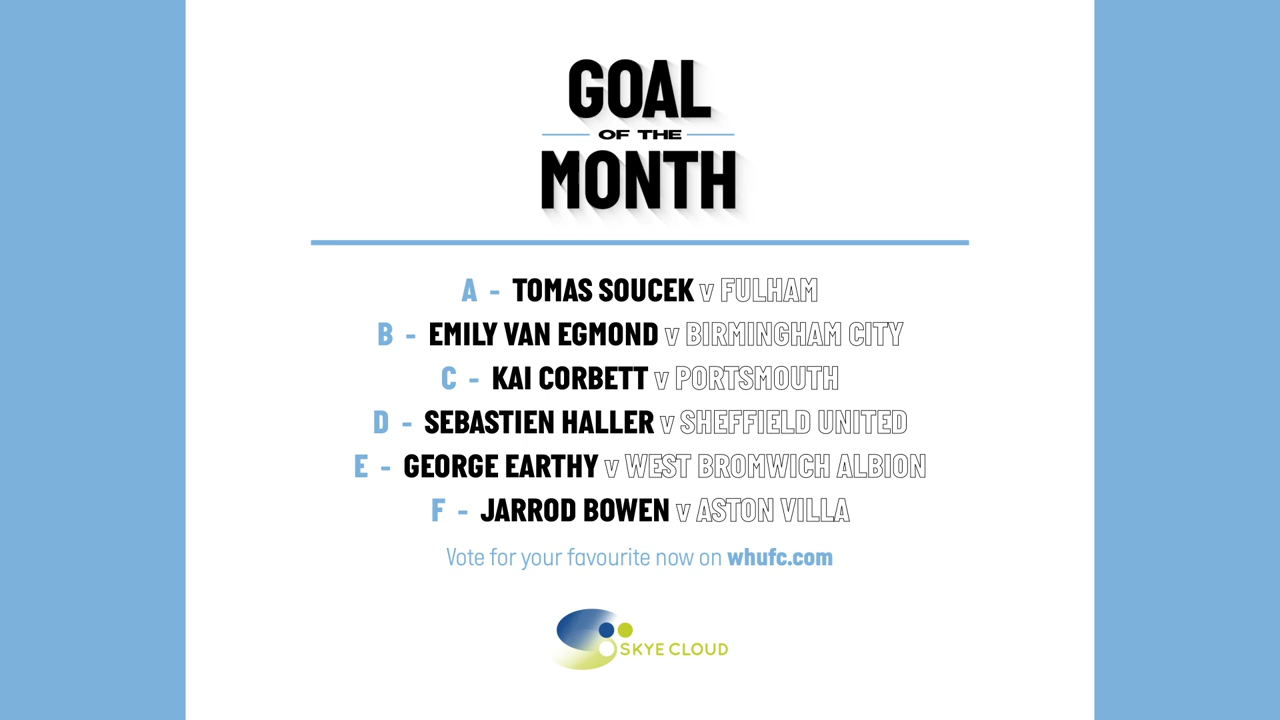 GOAL
OF THE
MONTH
A - TOMAS SOUCEK v FULHAM
B - EMILY VAN EGMOND v BIRMINGHAM CITY
C - KAI CORBETT v PORTSMOUTH
D - SEBASTIEN HALLER v SHEFFIELD UNITED
E - GEORGE EARTHY v WEST BROMWICH ALBION
F - JARROD BOWEN v ASTON VILLA
Vote for your favourite now on whufc.com
SKYE CLOUD